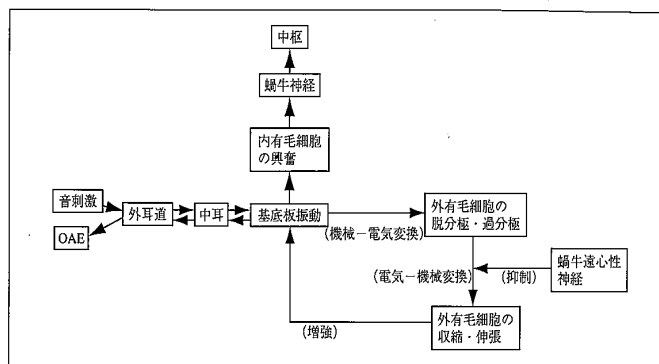 中枢
蝸牛神経
内有毛細胞
の興奮
音刺激
外耳道
中耳
基底板振動
OAE
(機械－電気変換)
外有毛細胞の
脱分極・過分極
(電気－機械変換)
(抑制)
蝸牛遠心性
神経
外有毛細胞の
収縮・伸張
(増強)